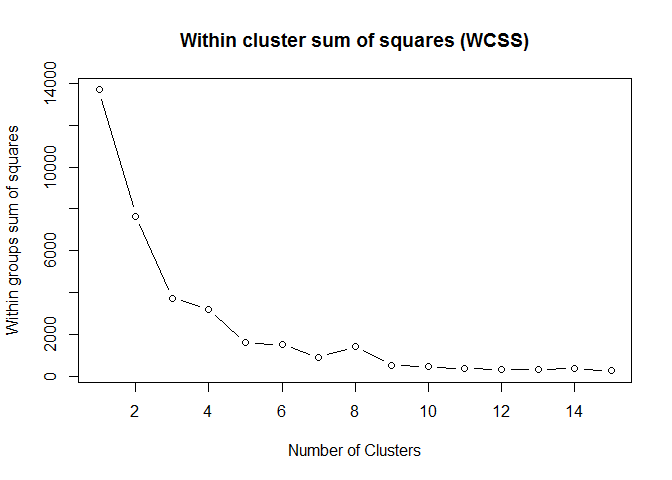 Within cluster sum of squares (WCSS)
Within groups sum of squares
14000
10000
6000
2000
0
2 4 6 8 10 12 14
Number of Clusters